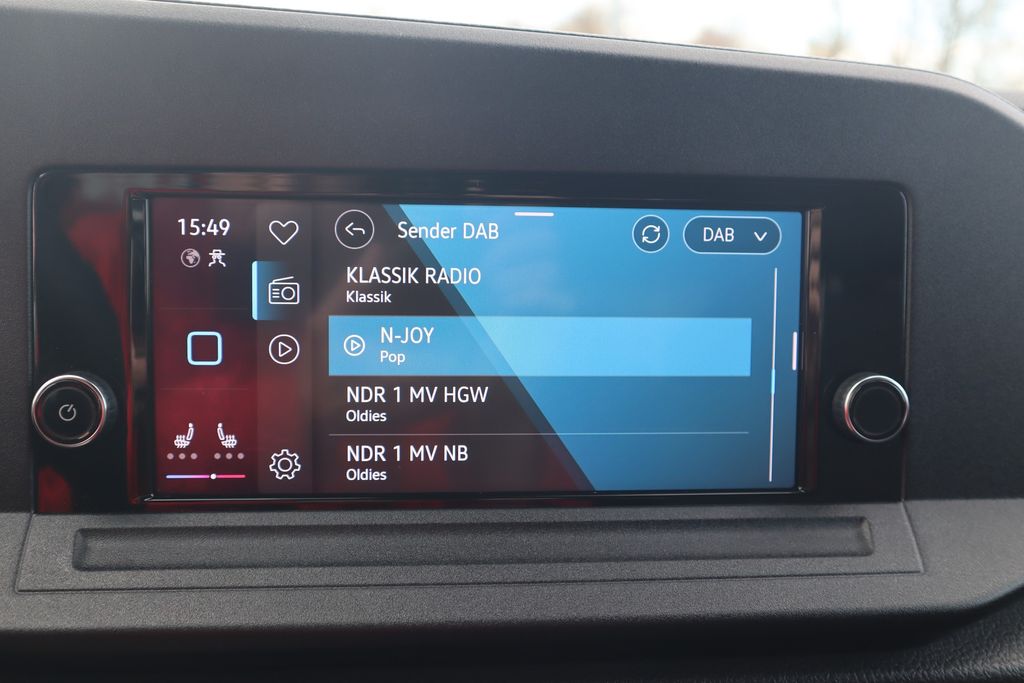 15:49
Sender DAB
DAB
KLASSIK RADIO
Klassik
N-JOY
Pop
NDR 1 MV HGW
Oldies
NDR 1 MV NB
Oldies